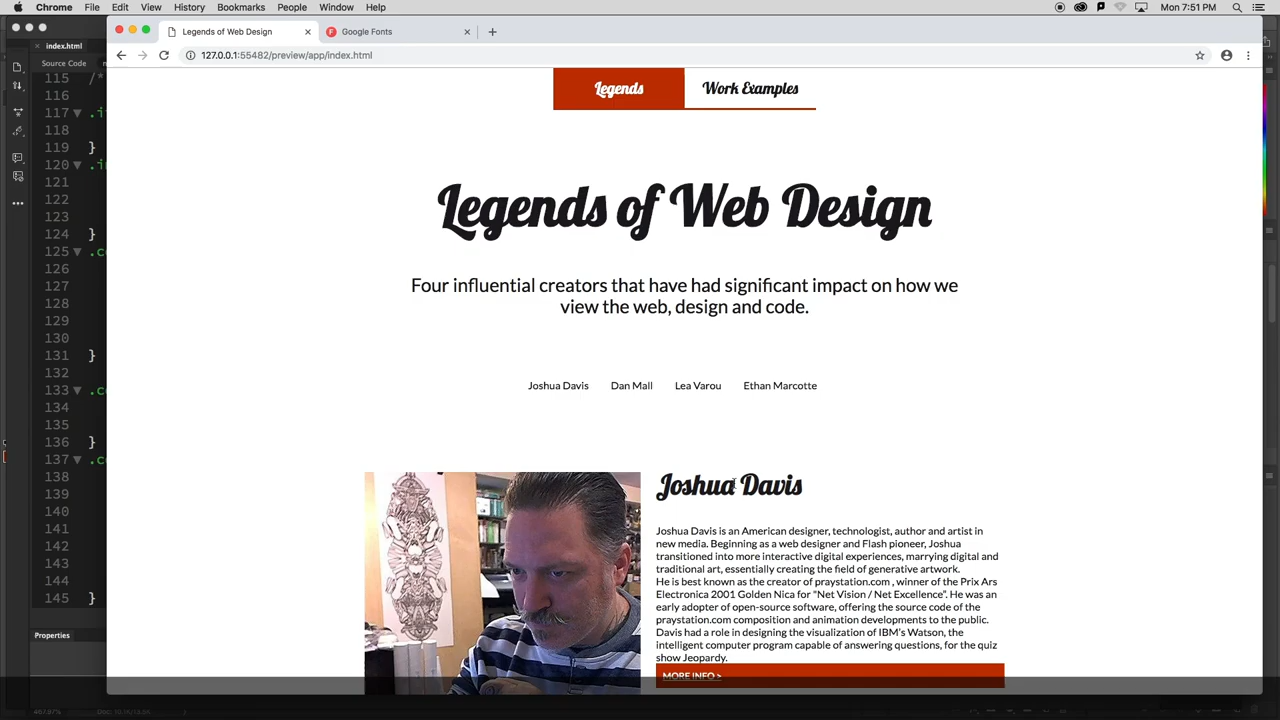 Chrome File Edit View History Bookmarks People Window Help Mon 7:51 PM
Legends of Web Design Google Fonts
127.0.0.1:55482/preview/app/index.html
index.html
Source Code
Legends Work Examples
Legends of Web Design
Four influential creators that have had significant impact on how we
view the web, design and code.
Joshua Davis Dan Mall Lea Varou Ethan Marcotte
Joshua Davis
Joshua Davis is an American designer, technologist, author and artist in
new media. Beginning as a web designer and Flash pioneer, Joshua
transitioned into more interactive digital experiences, marrying digital and
traditional art, essentially creating the field of generative artwork.
He is best known as the creator of praystation.com , winner of the Prix Ars
Electronica 2001 Golden Nica for “Net Vision / Net Excellence”. He was an
early adopter of open-source software, offering the source code of the
praystation.com composition and animation developments to the public.
Davis had a role in designing the visualization of IBM’s Watson, the
intelligent computer program capable of answering questions, for the quiz
show Jeopardy.
MORE INFO >
115 /*
116
117 .i
118
119 }
120 .i
121
122
123
124 }
125 .c
126
127
128
129
130
131 }
132
133 .c
134
135
136 }
137 .c
138
139
140
141
142
143
144
145 }
Properties